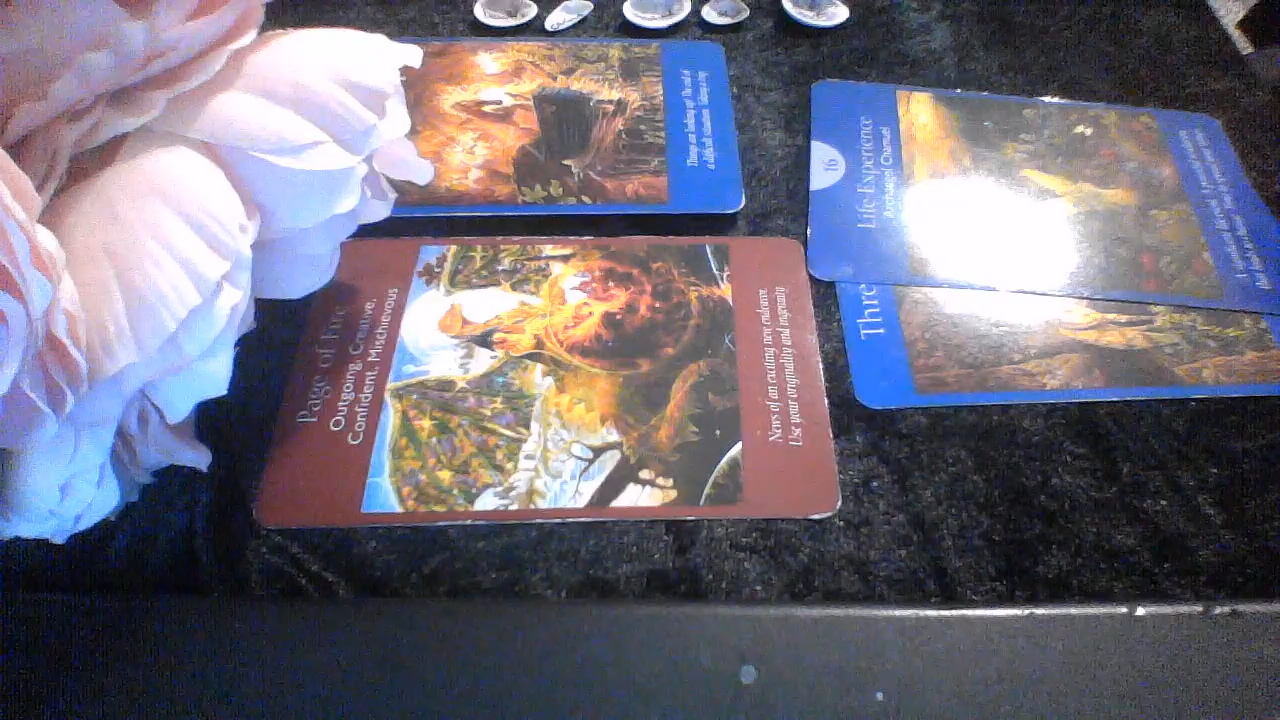 Things are looking up! The end of
a difficult situation. Taking a trip.
Page of Fire
Outgoing, Creative,
Confident, Mischievous
News of an exciting new endeavor.
Use your originality and ingenuity
16
Life Experience
Archangel Chamuel
Thre